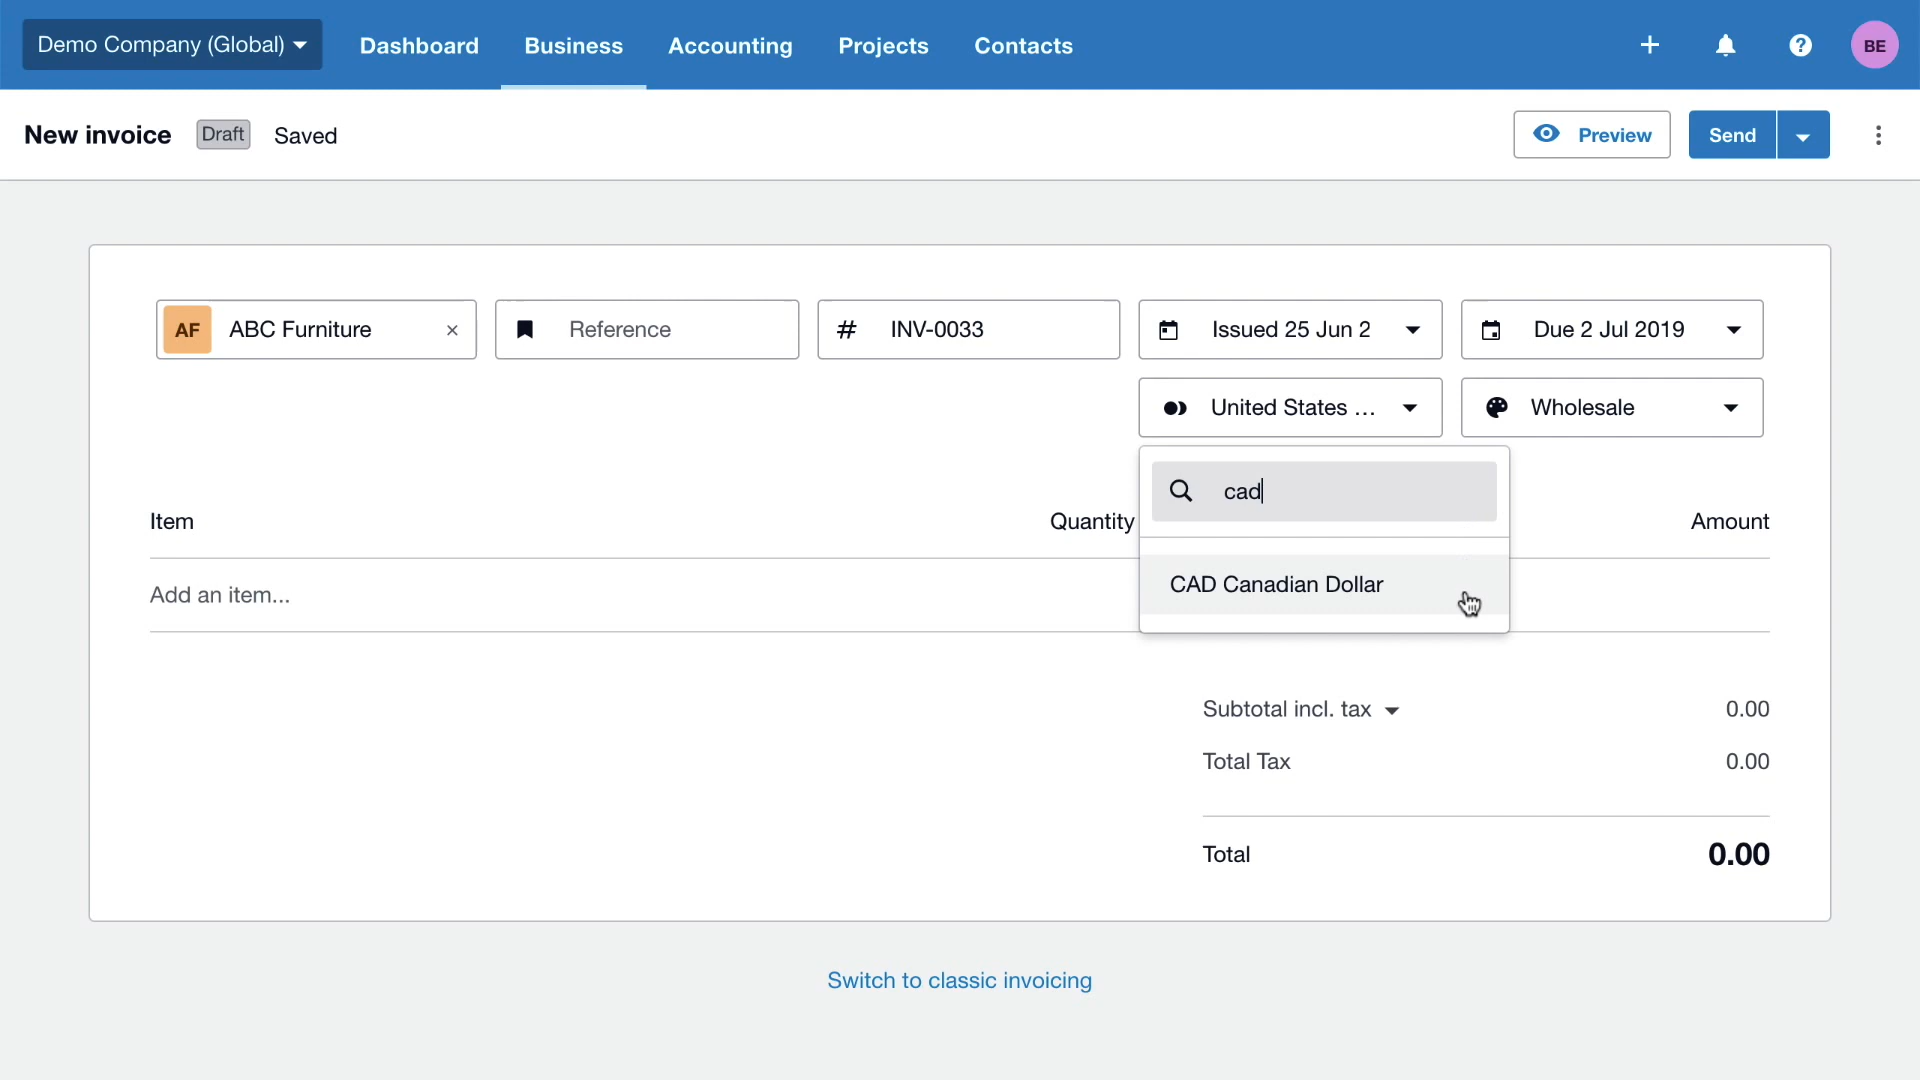 Demo Company (Global) Dashboard Business Accounting Projects Contacts BE
New invoice Draft Saved Preview Send
AF ABC Furniture × Reference # INV-0033 Issued 25 Jun 2 Due 2 Jul 2019
United States ... Wholesale
cad
Item Quantity Amount
CAD Canadian Dollar
Add an item...
Subtotal incl. tax 0.00
Total Tax 0.00
Total 0.00
Switch to classic invoicing